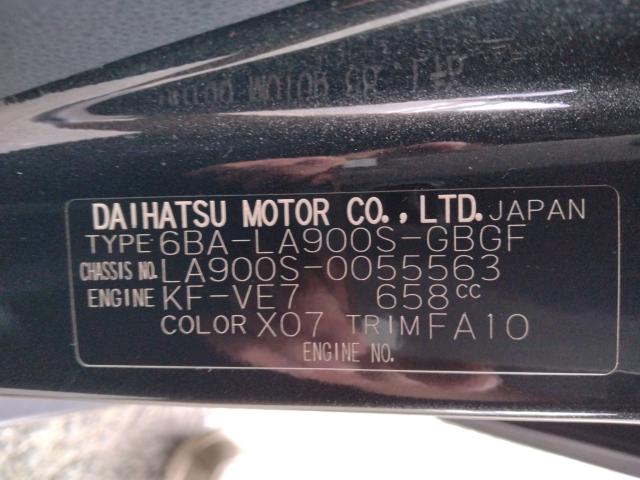 DAIHATSU MOTOR CO., LTD. JAPAN
TYPE 6BA-LA900S-GBGF
CHASSIS NO. LA900S-0055563
ENGINE KF-VE7 658cc
COLOR X07 TRIM FA10
ENGINE NO.